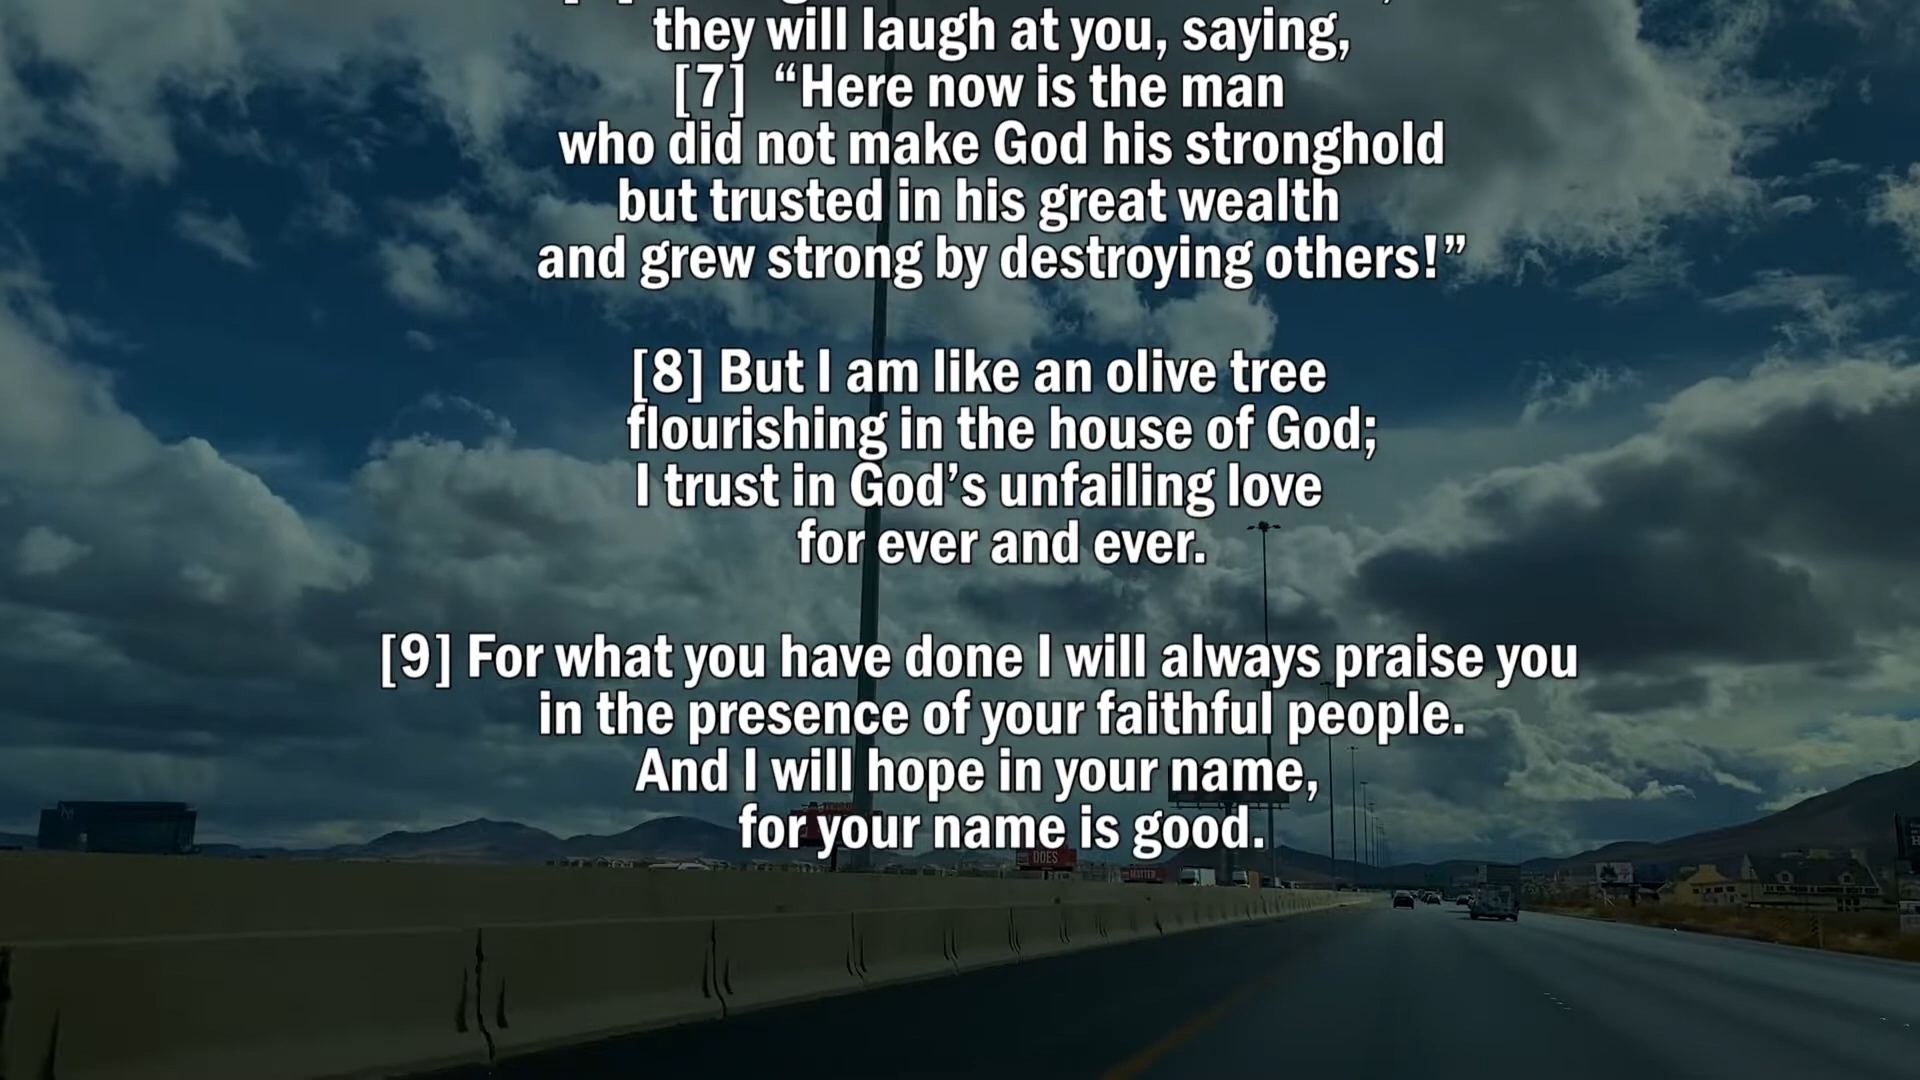 they will laugh at you, saying,
[7] “Here now is the man
who did not make God his stronghold
but trusted in his great wealth
and grew strong by destroying others!”
[8] But I am like an olive tree
flourishing in the house of God;
I trust in God’s unfailing love
for ever and ever.
[9] For what you have done I will always praise you
in the presence of your faithful people.
And I will hope in your name,
for your name is good.
DOES
MATTER